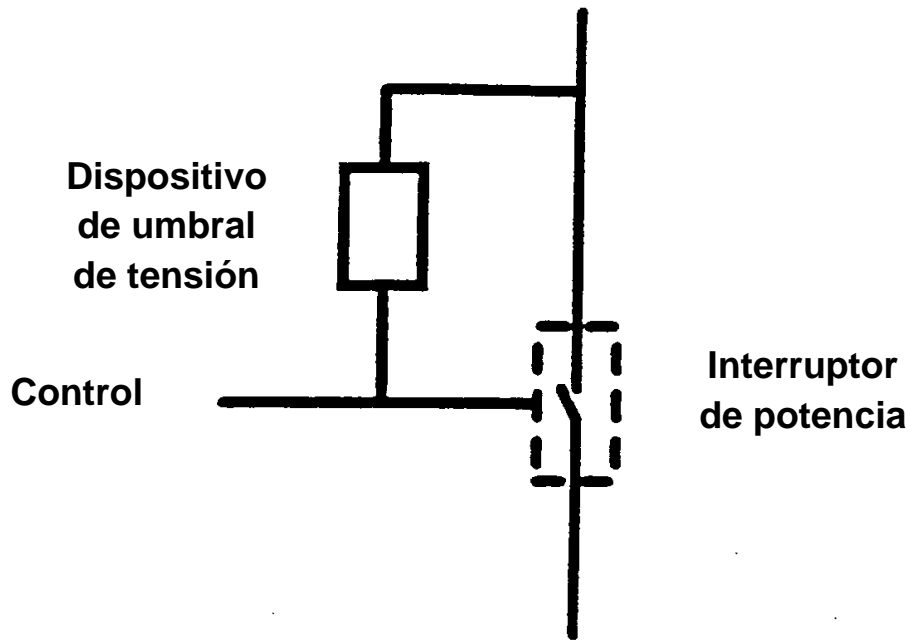 Dispositivo
de umbral
de tensión
Control
Interruptor
de potencia